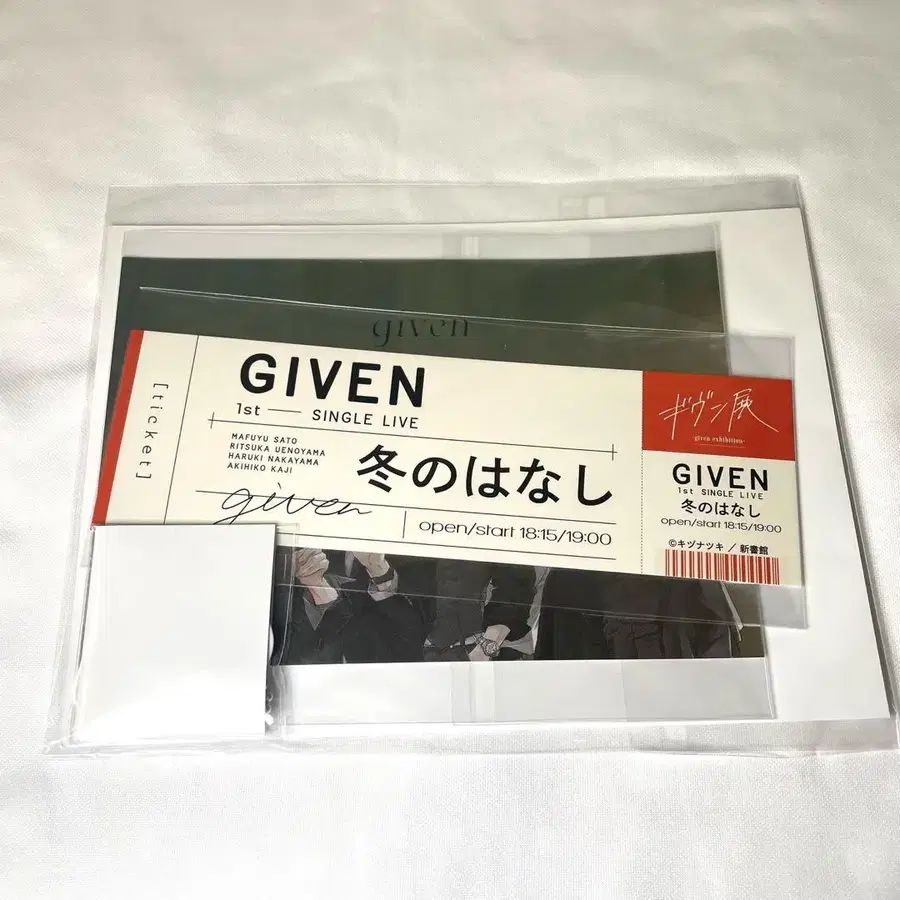 given
[ticket]
GIVEN
1st — SINGLE LIVE
MAFUYU SATO
RITSUKA UENOYAMA
HARUKI NAKAYAMA
AKIHIKO KAJI
冬のはなし
given
open/start 18:15/19:00
ギヴン展
-given exhibition-
GIVEN
1st SINGLE LIVE
冬のはなし
open/start 18:15/19:00
©キヅナツキ／新書館